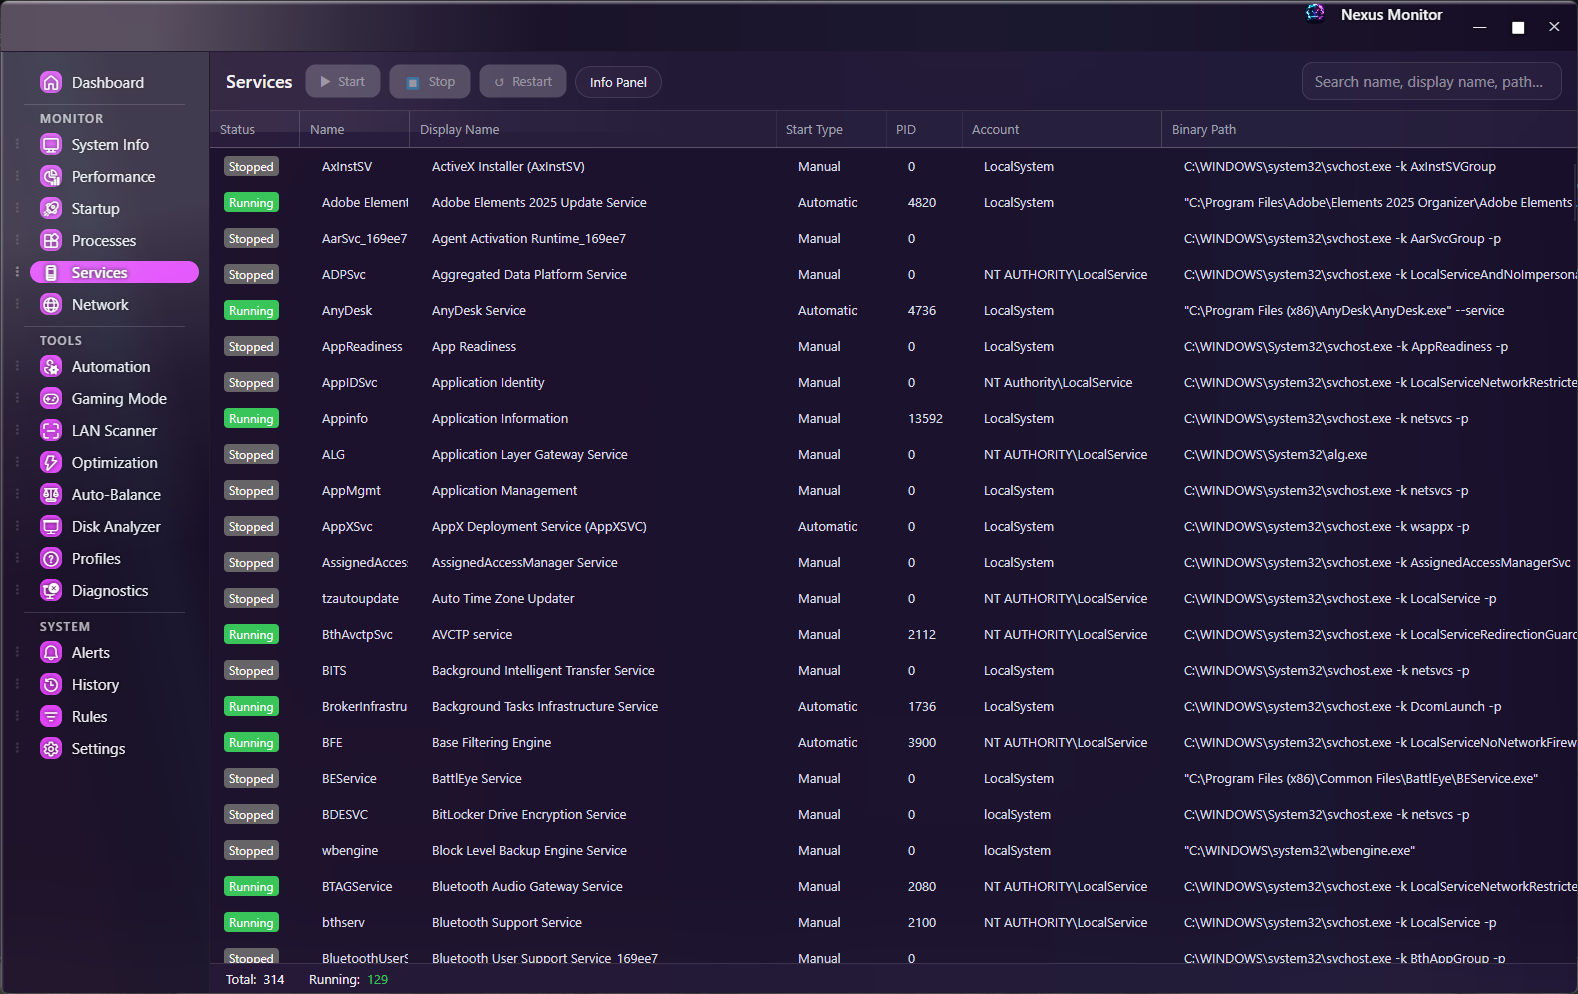 Nexus Monitor
Dashboard
MONITOR
System Info
Performance
Startup
Processes
Services
Network
TOOLS
Automation
Gaming Mode
LAN Scanner
Optimization
Auto-Balance
Disk Analyzer
Profiles
Diagnostics
SYSTEM
Alerts
History
Rules
Settings
Services Start Stop Restart Info Panel Search name, display name, path...
Status Name Display Name Start Type PID Account Binary Path
Stopped AxInstSV ActiveX Installer (AxInstSV) Manual 0 LocalSystem C:\WINDOWS\system32\svchost.exe -k AxInstSVGroup
Running Adobe Element Adobe Elements 2025 Update Service Automatic 4820 LocalSystem "C:\Program Files\Adobe\Elements 2025 Organizer\Adobe Elements
Stopped AarSvc_169ee7 Agent Activation Runtime_169ee7 Manual 0 C:\WINDOWS\system32\svchost.exe -k AarSvcGroup -p
Stopped ADPSvc Aggregated Data Platform Service Manual 0 NT AUTHORITY\LocalService C:\WINDOWS\system32\svchost.exe -k LocalServiceAndNoImpersona
Running AnyDesk AnyDesk Service Automatic 4736 LocalSystem "C:\Program Files (x86)\AnyDesk\AnyDesk.exe" --service
Stopped AppReadiness App Readiness Manual 0 LocalSystem C:\WINDOWS\System32\svchost.exe -k AppReadiness -p
Stopped AppIDSvc Application Identity Manual 0 NT Authority\LocalService C:\WINDOWS\system32\svchost.exe -k LocalServiceNetworkRestricte
Running Appinfo Application Information Manual 13592 LocalSystem C:\WINDOWS\system32\svchost.exe -k netsvcs -p
Stopped ALG Application Layer Gateway Service Manual 0 NT AUTHORITY\LocalService C:\WINDOWS\System32\alg.exe
Stopped AppMgmt Application Management Manual 0 LocalSystem C:\WINDOWS\system32\svchost.exe -k netsvcs -p
Stopped AppXSvc AppX Deployment Service (AppXSVC) Automatic 0 LocalSystem C:\WINDOWS\system32\svchost.exe -k wsappx -p
Stopped AssignedAcces AssignedAccessManager Service Manual 0 LocalSystem C:\WINDOWS\system32\svchost.exe -k AssignedAccessManagerSvc
Stopped tzautoupdate Auto Time Zone Updater Manual 0 NT AUTHORITY\LocalService C:\WINDOWS\system32\svchost.exe -k LocalService -p
Running BthAvctpSvc AVCTP service Manual 2112 NT AUTHORITY\LocalService C:\WINDOWS\system32\svchost.exe -k LocalServiceRedirectionGuard
Stopped BITS Background Intelligent Transfer Service Manual 0 LocalSystem C:\WINDOWS\System32\svchost.exe -k netsvcs -p
Running BrokerInfrastru Background Tasks Infrastructure Service Automatic 1736 LocalSystem C:\WINDOWS\system32\svchost.exe -k DcomLaunch -p
Running BFE Base Filtering Engine Automatic 3900 NT AUTHORITY\LocalService C:\WINDOWS\system32\svchost.exe -k LocalServiceNoNetworkFirew
Stopped BEService BattlEye Service Manual 0 LocalSystem "C:\Program Files (x86)\Common Files\BattlEye\BEService.exe"
Stopped BDESVC BitLocker Drive Encryption Service Manual 0 localSystem C:\WINDOWS\System32\svchost.exe -k netsvcs -p
Stopped wbengine Block Level Backup Engine Service Manual 0 localSystem "C:\WINDOWS\system32\wbengine.exe"
Running BTAGService Bluetooth Audio Gateway Service Manual 2080 NT AUTHORITY\LocalService C:\WINDOWS\system32\svchost.exe -k LocalServiceNetworkRestricte
Running bthserv Bluetooth Support Service Manual 2100 NT AUTHORITY\LocalService C:\WINDOWS\system32\svchost.exe -k LocalService -p
Stopped BluetoothUserS Bluetooth User Support Service_169ee7 Manual 0 C:\WINDOWS\system32\svchost.exe -k BthAppGroup -p
Total: 314 Running: 129